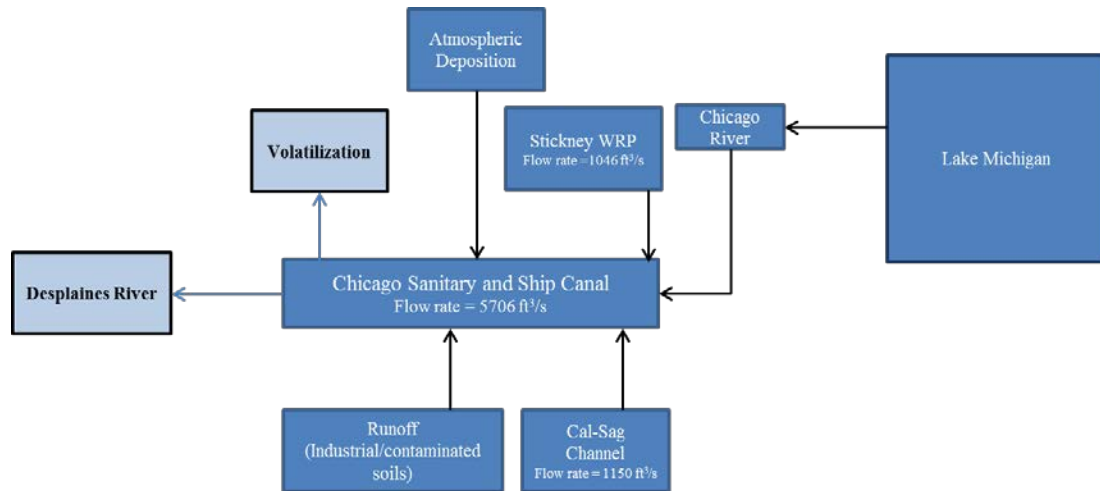 Atmospheric
Deposition
Stickney WRP
Flow rate =1046 ft³/s
Chicago
River
Lake Michigan
Volatilization
Desplaines River
Chicago Sanitary and Ship Canal
Flow rate = 5706 ft³/s
Runoff
(Industrial/contaminated
soils)
Cal-Sag
Channel
Flow rate = 1150 ft³/s